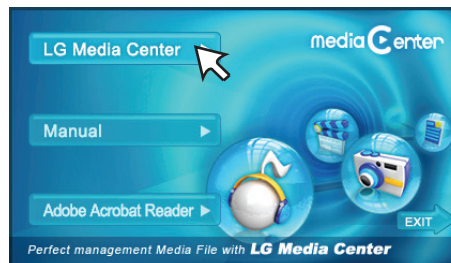 LG Media Center
mediaCenter
Manual
Adobe Acrobat Reader
EXIT
Perfect management Media File with LG Media Center